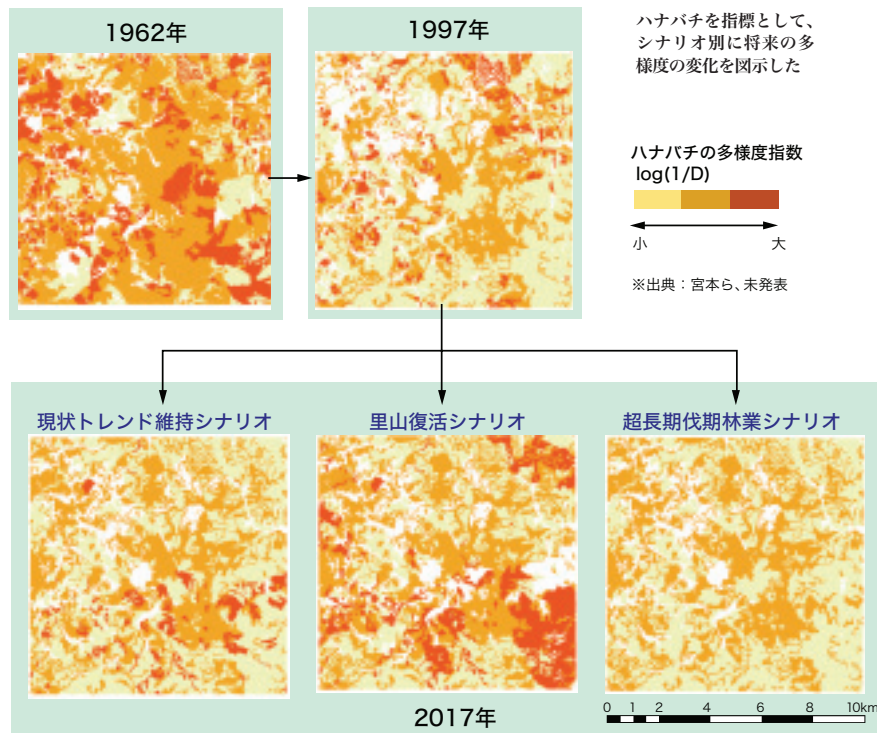 1962年
1997年
ハナバチを指標として、
シナリオ別に将来の多
様度の変化を図示した
ハナバチの多様度指数
log(1/D)
小 大
※出典：宮本ら、未発表
現状トレンド維持シナリオ
里山復活シナリオ
超長期伐期林業シナリオ
2017年
0 1 2 4 6 8 10km